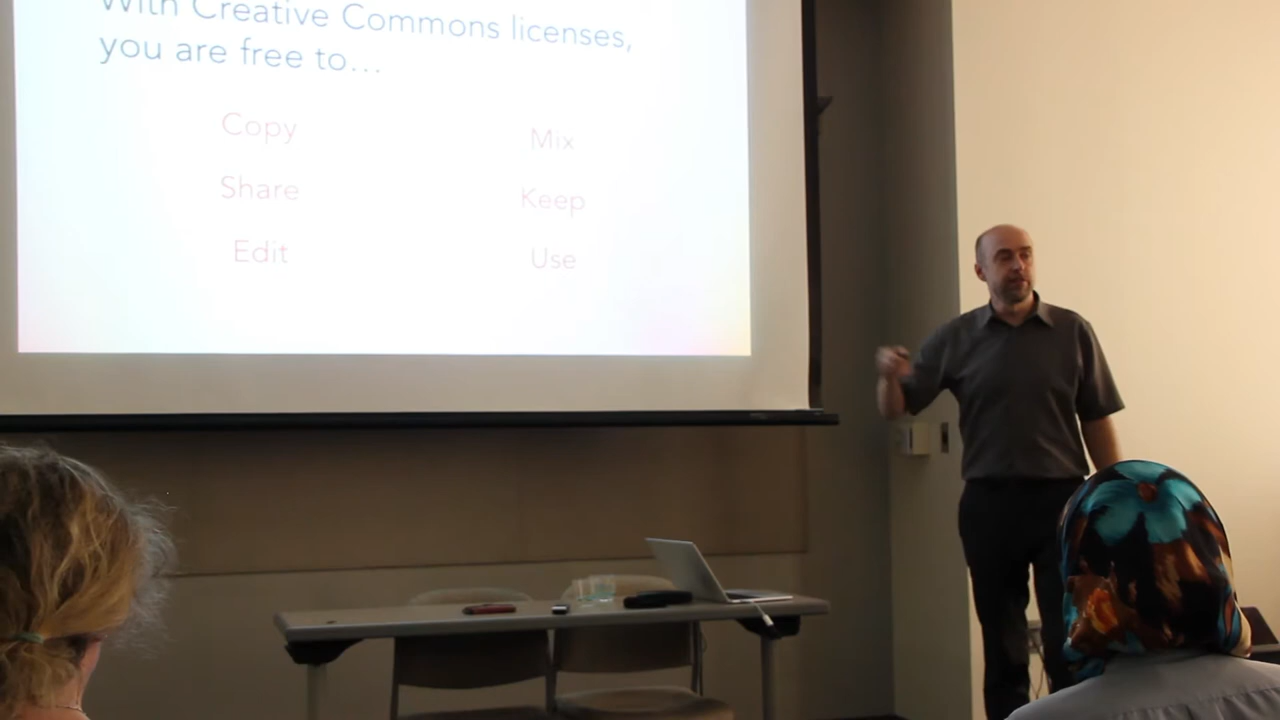 With Creative Commons licenses,
you are free to...
Copy
Mix
Share
Keep
Edit
Use